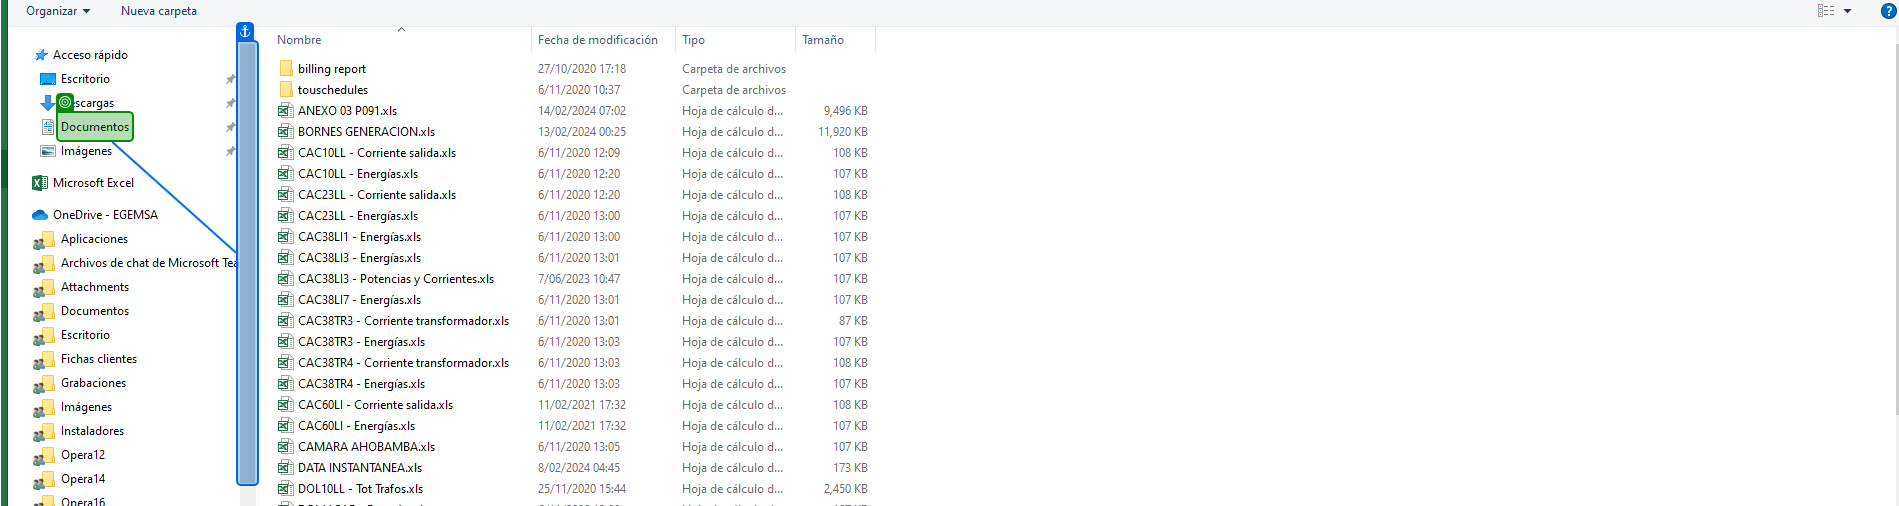 Organizar Nueva carpeta
Nombre Fecha de modificación Tipo Tamaño
Acceso rápido
Escritorio
Documentos
Imágenes
Microsoft Excel
OneDrive - EGEMSA
Aplicaciones
Archivos de chat de Microsoft Tea
Attachments
Documentos
Escritorio
Fichas clientes
Grabaciones
Imágenes
Instaladores
Opera12
Opera14
Opera16
billing report 27/10/2020 17:18 Carpeta de archivos
touschedules 6/11/2020 10:37 Carpeta de archivos
ANEXO 03 P091.xls 14/02/2024 07:02 Hoja de cálculo d... 9,496 KB
BORNES GENERACION.xls 13/02/2024 00:25 Hoja de cálculo d... 11,920 KB
CAC10LL - Corriente salida.xls 6/11/2020 12:09 Hoja de cálculo d... 108 KB
CAC10LL - Energías.xls 6/11/2020 12:20 Hoja de cálculo d... 107 KB
CAC23LL - Corriente salida.xls 6/11/2020 12:20 Hoja de cálculo d... 108 KB
CAC23LL - Energías.xls 6/11/2020 13:00 Hoja de cálculo d... 107 KB
CAC38LI1 - Energías.xls 6/11/2020 13:00 Hoja de cálculo d... 107 KB
CAC38LI3 - Energías.xls 6/11/2020 13:01 Hoja de cálculo d... 107 KB
CAC38LI3 - Potencias y Corrientes.xls 7/06/2023 10:47 Hoja de cálculo d... 107 KB
CAC38LI7 - Energías.xls 6/11/2020 13:01 Hoja de cálculo d... 107 KB
CAC38TR3 - Corriente transformador.xls 6/11/2020 13:01 Hoja de cálculo d... 87 KB
CAC38TR3 - Energías.xls 6/11/2020 13:03 Hoja de cálculo d... 107 KB
CAC38TR4 - Corriente transformador.xls 6/11/2020 13:03 Hoja de cálculo d... 108 KB
CAC38TR4 - Energías.xls 6/11/2020 13:03 Hoja de cálculo d... 107 KB
CAC60LI - Corriente salida.xls 11/02/2021 17:32 Hoja de cálculo d... 108 KB
CAC60LI - Energías.xls 11/02/2021 17:32 Hoja de cálculo d... 107 KB
CAMARA AHOBAMBA.xls 6/11/2020 13:05 Hoja de cálculo d... 107 KB
DATA INSTANTANEA.xls 8/02/2024 04:45 Hoja de cálculo d... 173 KB
DOL10LL - Tot Trafos.xls 25/11/2020 15:44 Hoja de cálculo d... 2,450 KB